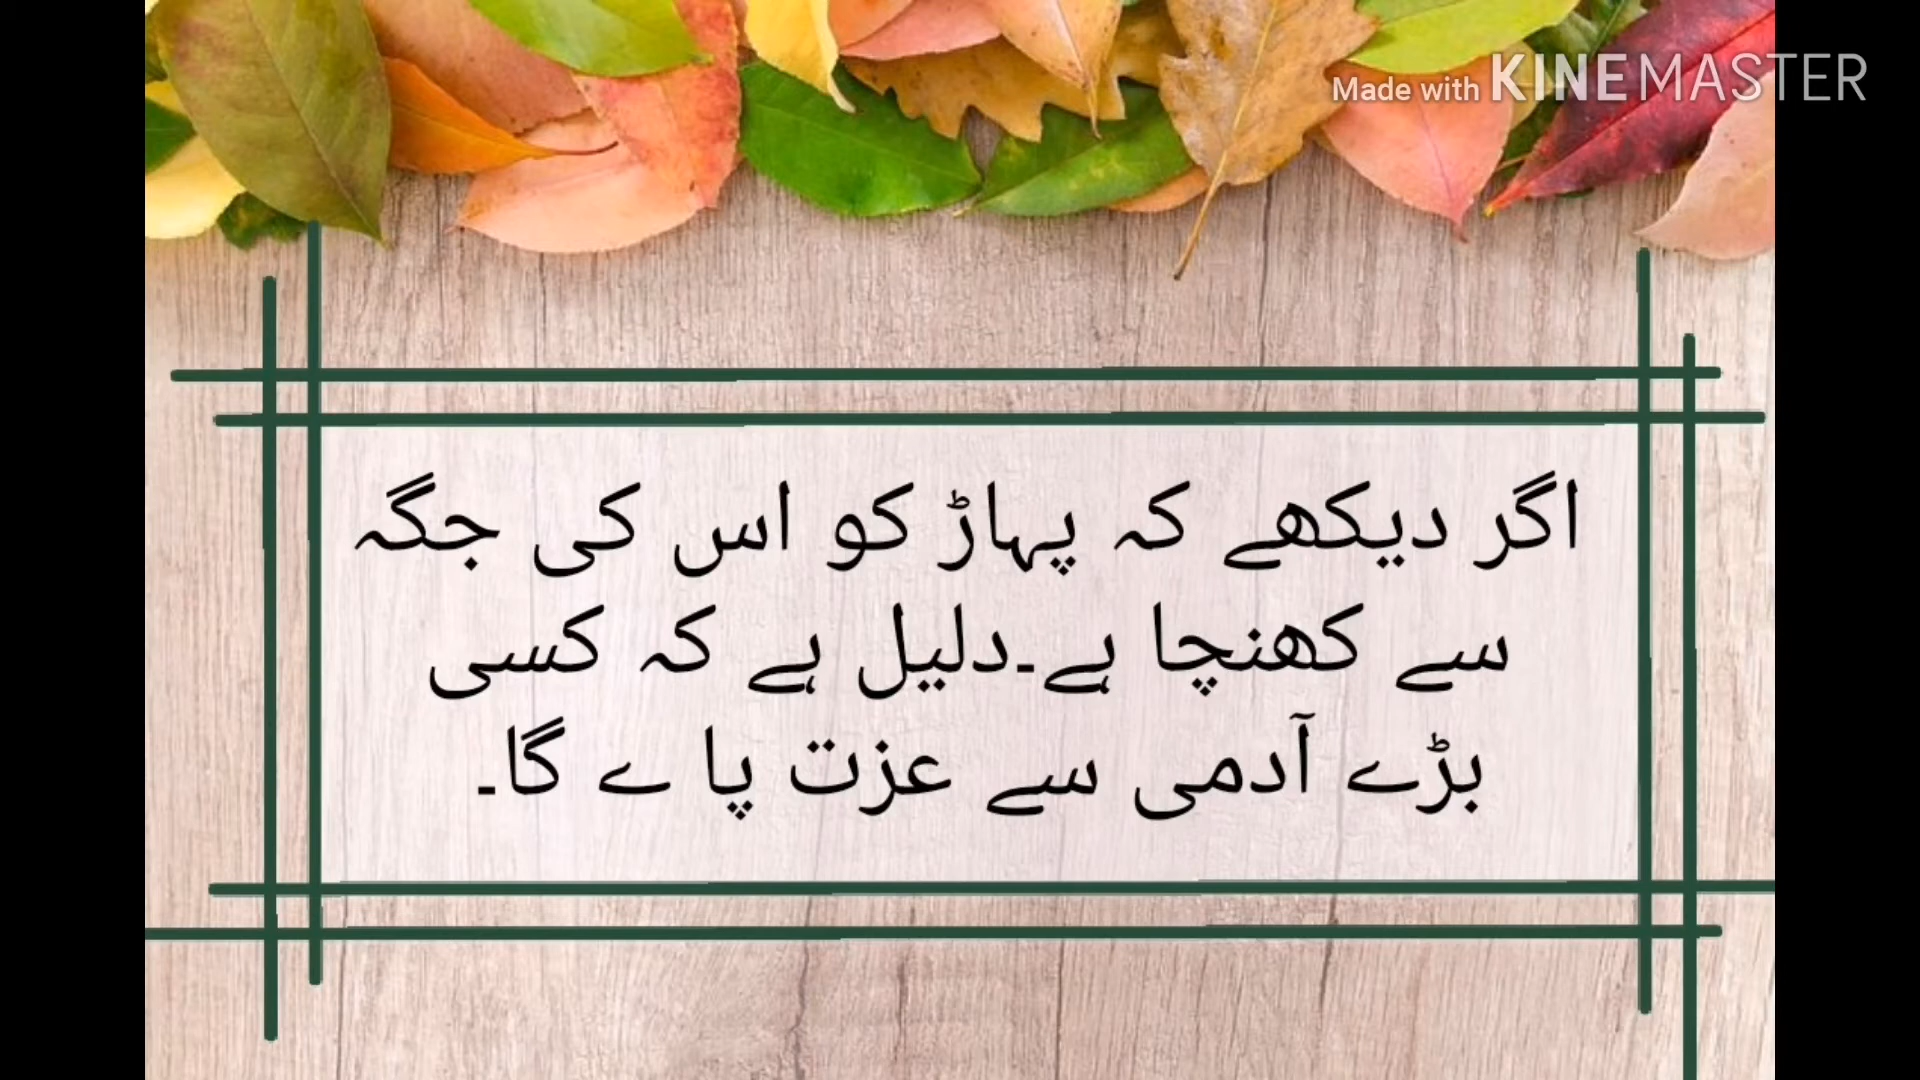 Made with KINEMASTER
اگر دیکھے کہ پہاڑ کو اس کی جگہ
سے کھنچا ہے۔دلیل ہے کہ کسی
بڑے آدمی سے عزت پا ے گا۔